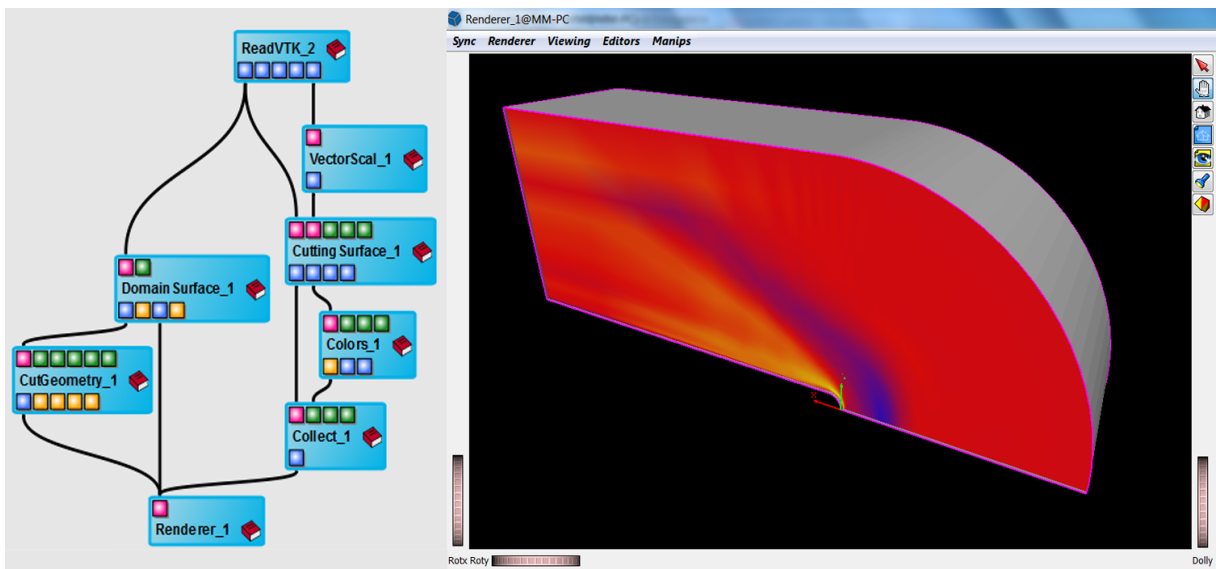 ReadVTK_2
VectorScal_1
Cutting Surface_1
Domain Surface_1
Colors_1
CutGeometry_1
Collect_1
Renderer_1
Renderer_1@MM-PC
Sync Renderer Viewing Editors Manips
X
Rotx Roty
Dolly